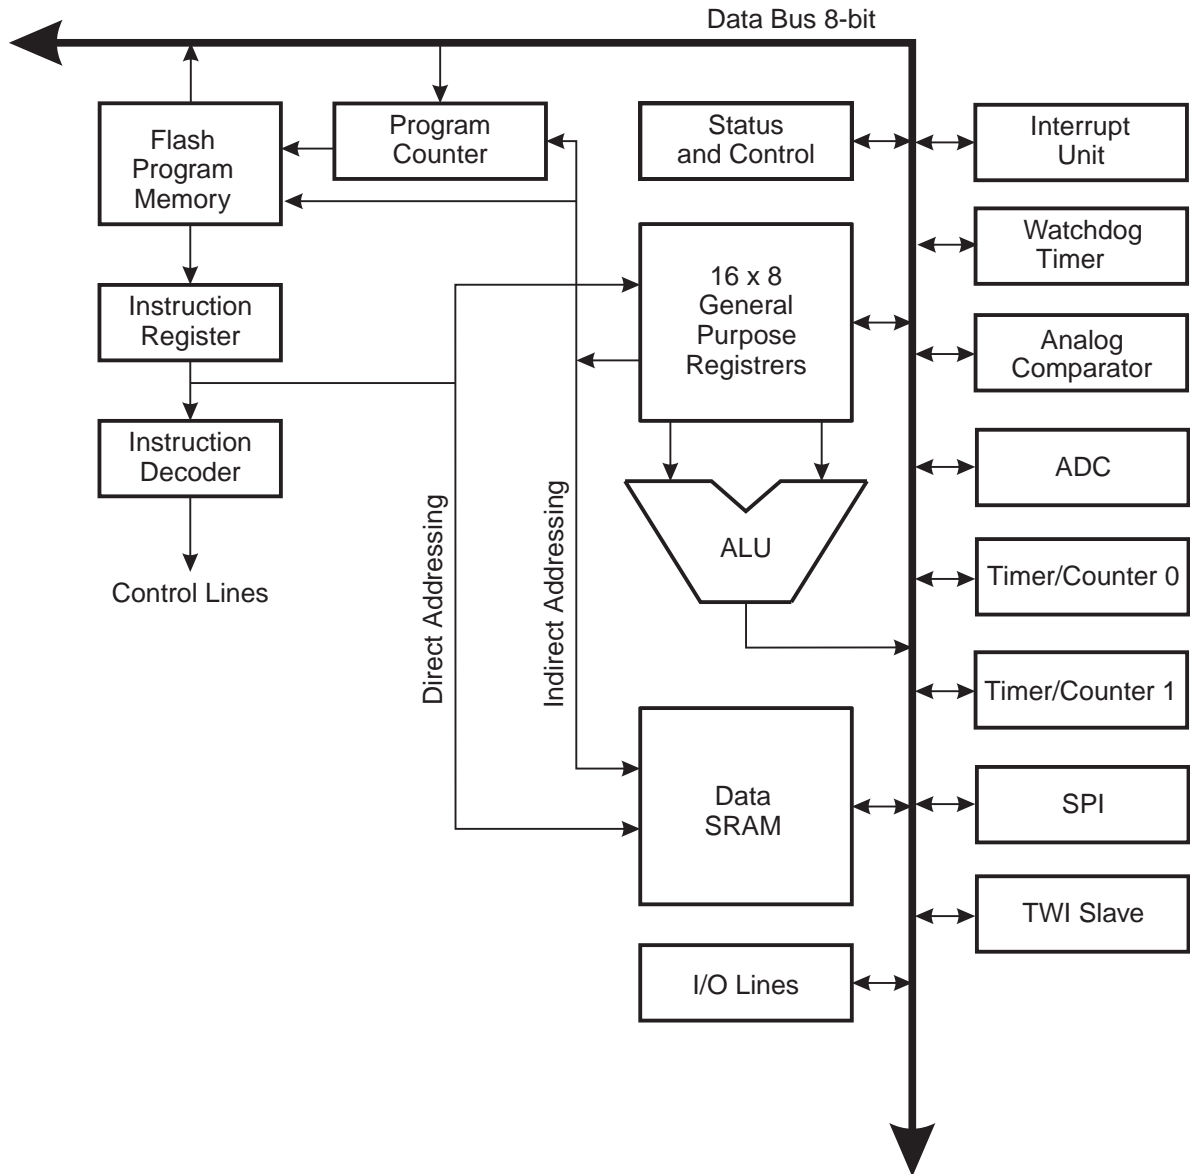 Data Bus 8-bit
Flash
Program
Memory
Program
Counter
Status
and Control
Interrupt
Unit
Watchdog
Timer
16 x 8
General
Purpose
Registrers
Instruction
Register
Analog
Comparator
Instruction
Decoder
ADC
Direct Addressing
Indirect Addressing
ALU
Control Lines
Timer/Counter 0
Timer/Counter 1
Data
SRAM
SPI
TWI Slave
I/O Lines